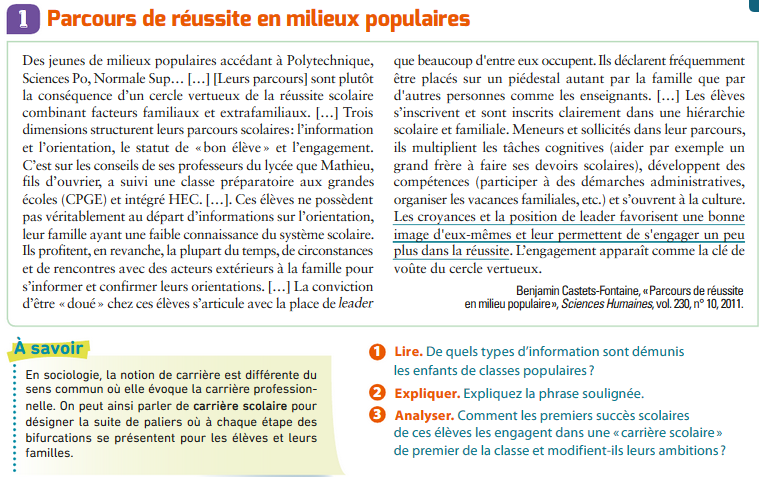 1 Parcours de réussite en milieux populaires
Des jeunes de milieux populaires accédant à Polytechnique,
Sciences Po, Normale Sup… […] [Leurs parcours] sont plutôt
la conséquence d’un cercle vertueux de la réussite scolaire
combinant facteurs familiaux et extrafamiliaux. […] Trois
dimensions structurent leurs parcours scolaires : l’information
et l’orientation, le statut de « bon élève » et l’engagement.
C’est sur les conseils de ses professeurs du lycée que Mathieu,
fils d’ouvrier, a suivi une classe préparatoire aux grandes
écoles (CPGE) et intégré HEC. […]. Ces élèves ne possèdent
pas véritablement au départ d’informations sur l’orientation,
leur famille ayant une faible connaissance du système scolaire.
Ils profitent, en revanche, la plupart du temps, de circonstances
et de rencontres avec des acteurs extérieurs à la famille pour
s’informer et confirmer leurs orientations. […] La conviction
d’être « doué » chez ces élèves s’articule avec la place de leader
que beaucoup d'entre eux occupent. Ils déclarent fréquemment
être placés sur un piédestal autant par la famille que par
d’autres personnes comme les enseignants. […] Les élèves
s’inscrivent et sont inscrits clairement dans une hiérarchie
scolaire et familiale. Meneurs et sollicités dans leur parcours,
ils multiplient les tâches cognitives (aider par exemple un
grand frère à faire ses devoirs scolaires), développent des
compétences (participer à des démarches administratives,
organiser les vacances familiales, etc.) et s’ouvrent à la culture.
Les croyances et la position de leader favorisent une bonne
image d'eux-mêmes et leur permettent de s'engager un peu
plus dans la réussite. L’engagement apparaît comme la clé de
voûte du cercle vertueux.
Benjamin Castets-Fontaine, « Parcours de réussite
en milieu populaire », Sciences Humaines, vol. 230, n° 10, 2011.
À savoir
En sociologie, la notion de carrière est différente du
sens commun où elle évoque la carrière profession-
nelle. On peut ainsi parler de carrière scolaire pour
désigner la suite de paliers où à chaque étape des
bifurcations se présentent pour les élèves et leurs
familles.
1 Lire. De quels types d’information sont démunis
les enfants de classes populaires ?
2 Expliquer. Expliquez la phrase soulignée.
3 Analyser. Comment les premiers succès scolaires
de ces élèves les engagent dans une « carrière scolaire »
de premier de la classe et modifient-ils leurs ambitions ?